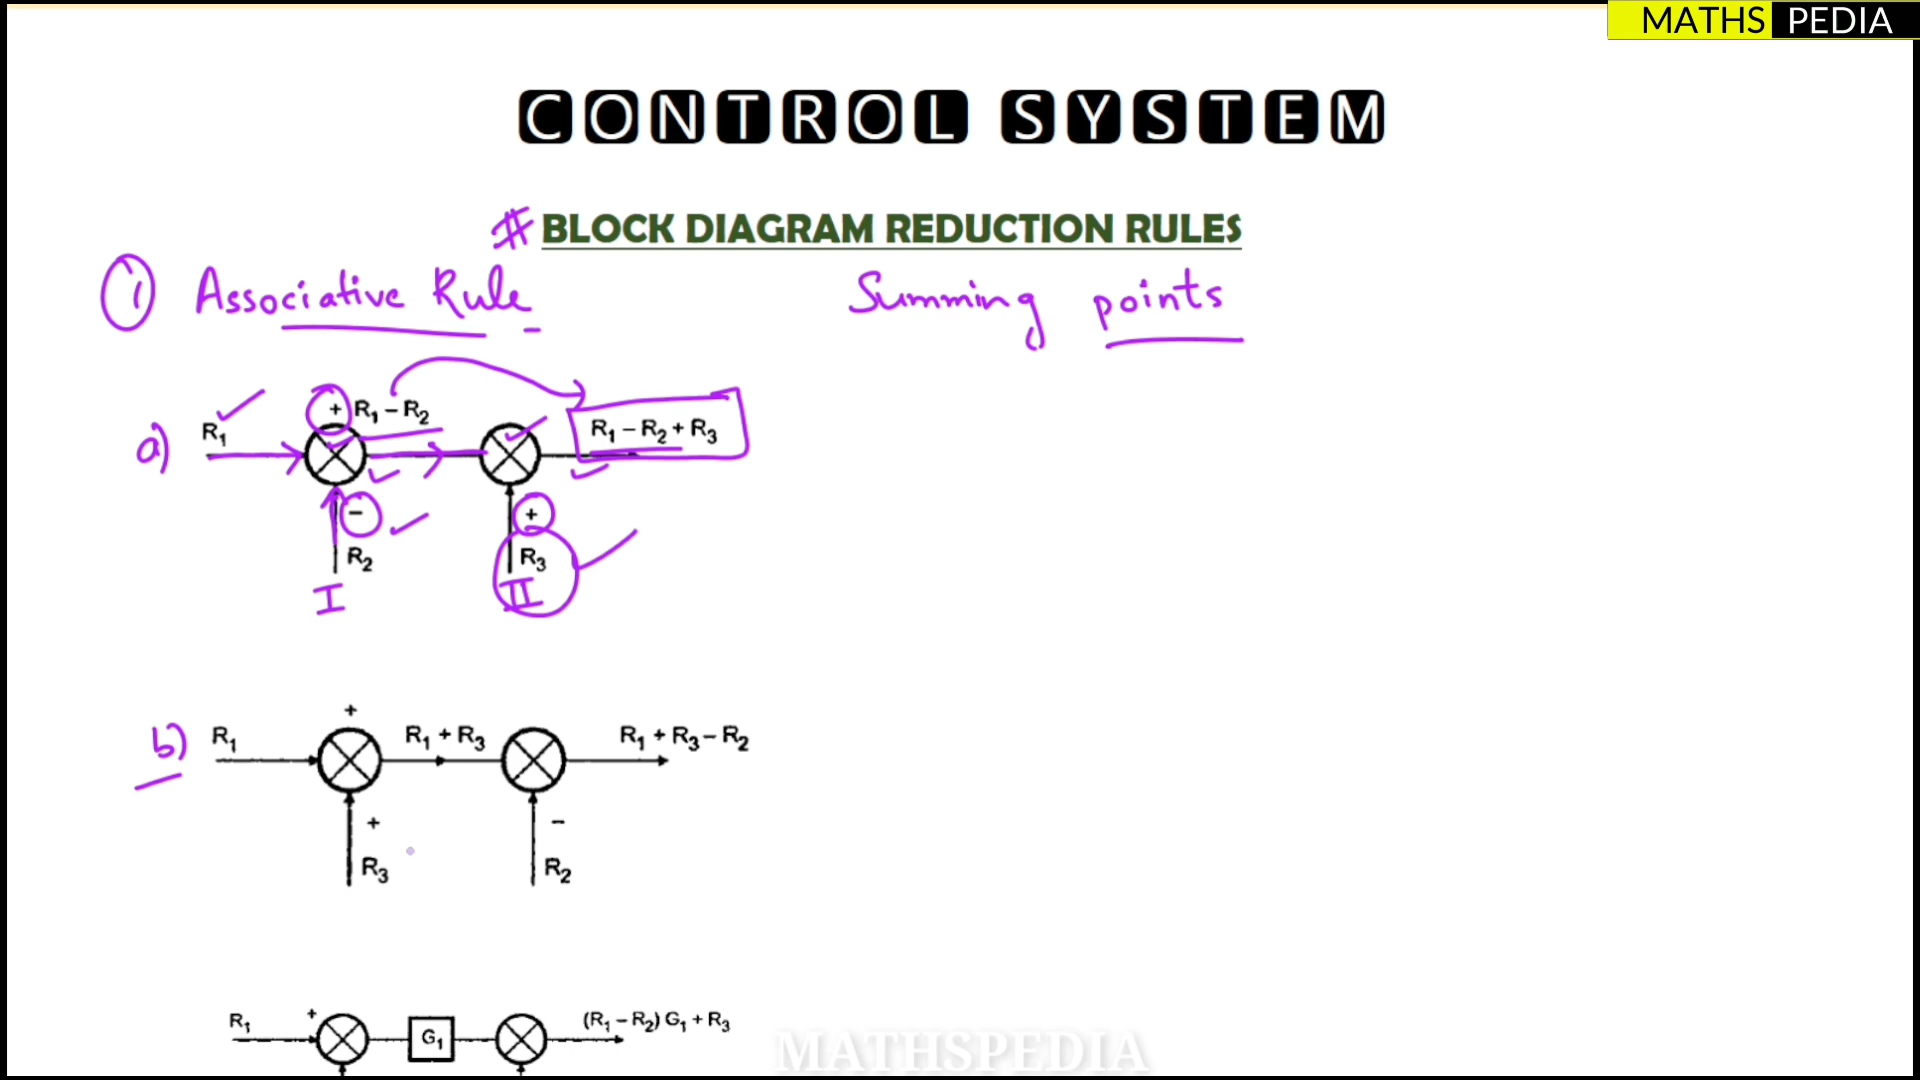 MATHS PEDIA
CONTROL SYSTEM
# BLOCK DIAGRAM REDUCTION RULES
① Associative Rule
Summing points
a)
R₁
+
R₁ – R₂
R₁ – R₂ + R₃
–
R₂
I
+
R₃
II
b)
R₁
+
R₁ + R₃
R₁ + R₃ – R₂
+
R₃
–
R₂
R₁
+
G₁
(R₁ – R₂) G₁ + R₃
MATHSPEDIA